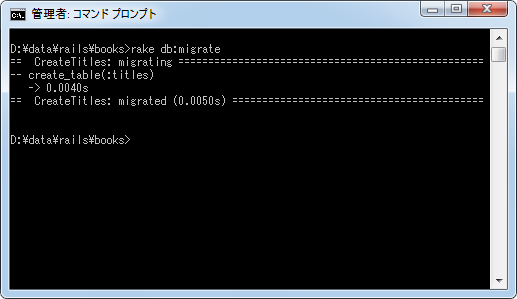 管理者: コマンド プロンプト
D:¥data¥rails¥books>rake db:migrate
==  CreateTitles: migrating ====================================================
-- create_table(:titles)
   -> 0.0040s
==  CreateTitles: migrated (0.0050s) ===========================================
D:¥data¥rails¥books>